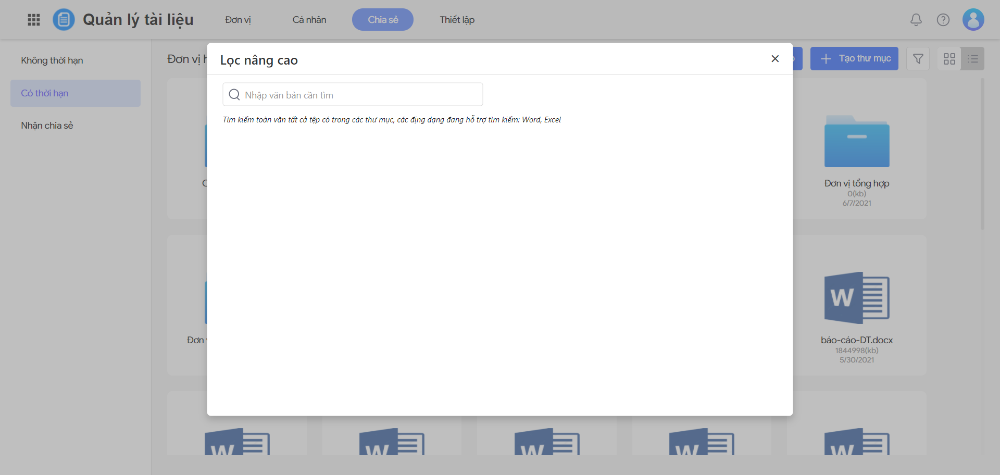 Quản lý tài liệu
Đơn vị
Cá nhân
Chia sẻ
Thiết lập
Không thời hạn
Có thời hạn
Nhận chia sẻ
Đơn vị
Tạo thư mục
Lọc nâng cao
Nhập văn bản cần tìm
Tìm kiếm toàn văn tất cả tệp có trong các thư mục, các địng dạng đang hỗ trợ tìm kiếm: Word, Excel
Đơn vị tổng hợp
0(kb)
6/7/2021
Đơn
W
báo-cáo-DT.docx
1844998(kb)
5/30/2021
W
W
W
W
W